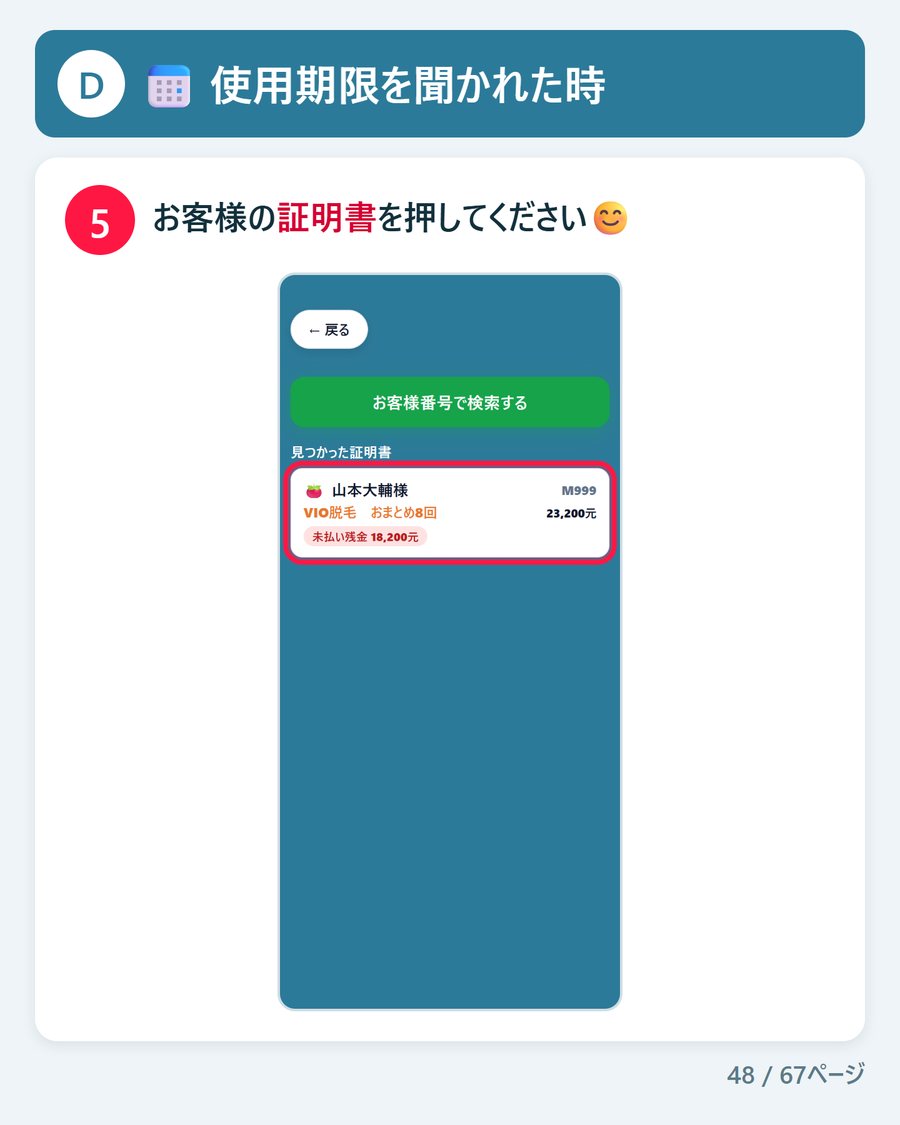 D 使用期限を聞かれた時
5 お客様の証明書を押してください
← 戻る
お客様番号で検索する
見つかった証明書
山本大輔様 M999
VIO脱毛 おまとめ8回 23,200元
未払い残金 18,200元
48 / 67ページ